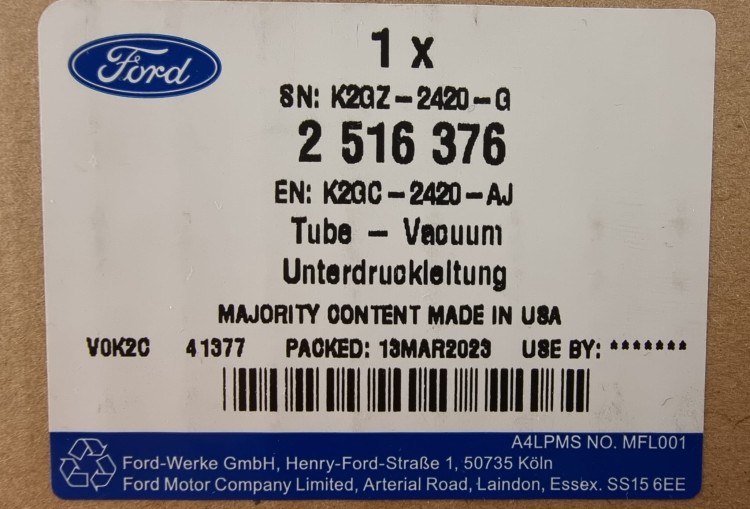 Ford
1 x
SN: K2GZ-2420-G
2 516 376
EN: K2GC-2420-AJ
Tube - Vacuum
Unterdruckleitung
MAJORITY CONTENT MADE IN USA
V0K2C 41377 PACKED: 13MAR2023 USE BY: *******
A4LPMS NO. MFL001
Ford-Werke GmbH, Henry-Ford-Straße 1, 50735 Köln
Ford Motor Company Limited, Arterial Road, Laindon, Essex. SS15 6EE